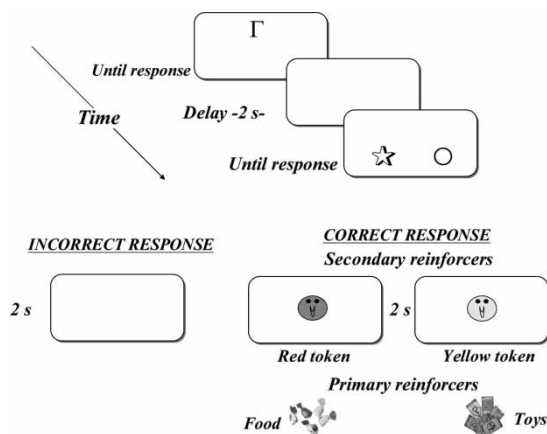 Γ
Until response
Delay -2 s-
Time
Until response
INCORRECT RESPONSE
CORRECT RESPONSE
Secondary reinforcers
2 s
2 s
Red token
Yellow token
Primary reinforcers
Food
Toys